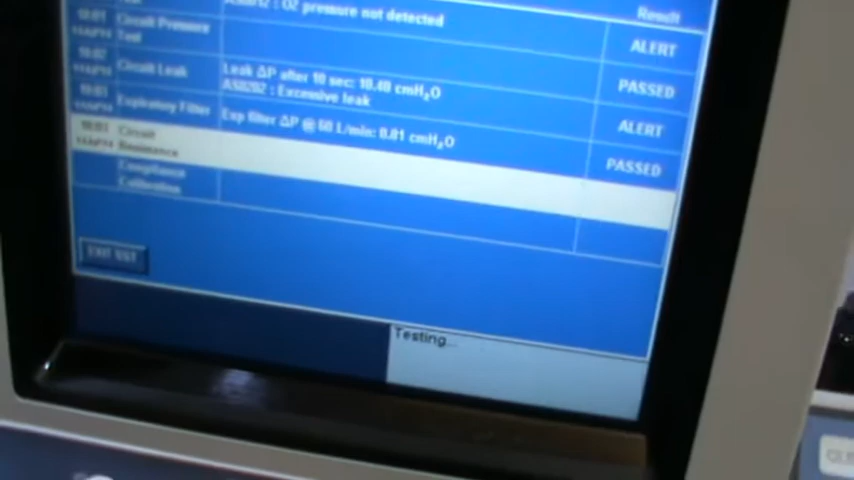 Result
AS0012 : O2 pressure not detected
ALERT
Circuit Pressure
Test
PASSED
Circuit Leak
Leak ΔP after 10 sec: 10.40 cmH₂O
AS0202 : Excessive leak
ALERT
Expiratory Filter
Exp filter ΔP @ 60 L/min: 0.81 cmH₂O
PASSED
Circuit
Resistance
Compliance
Calibration
EXIT SST
Testing...